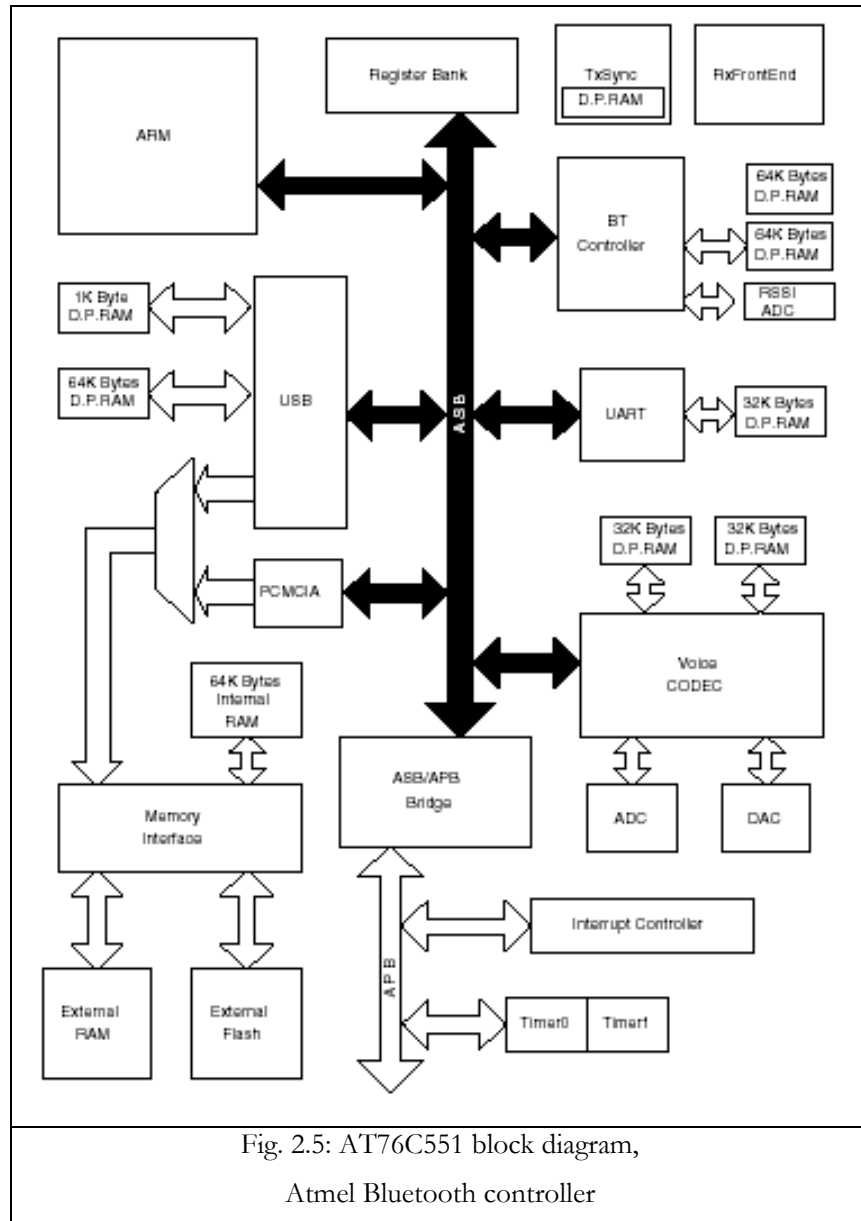 Register Bank
TxSync
D.P.RAM
RxFrontEnd
ARM
64K Bytes
D.P.RAM
BT
Controller
64K Bytes
D.P.RAM
RSSI
ADC
1K Byte
D.P.RAM
64K Bytes
D.P.RAM
USB
ASB
UART
32K Bytes
D.P.RAM
32K Bytes
D.P.RAM
32K Bytes
D.P.RAM
PCMCIA
Voice
CODEC
64K Bytes
Internal
RAM
ASB/APB
Bridge
ADC
DAC
Memory
Interface
Interrupt Controller
APB
External
RAM
External
Flash
Timer0
Timer1
Fig. 2.5: AT76C551 block diagram,
Atmel Bluetooth controller